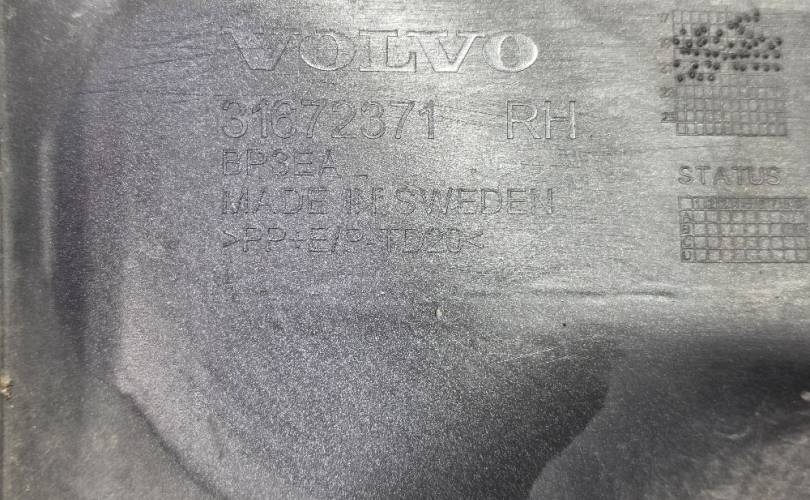 VOLVO
31672371 RH
BP3EA
MADE IN SWEDEN
>PP+E/P-TD20<
STATUS
A
B
C
D